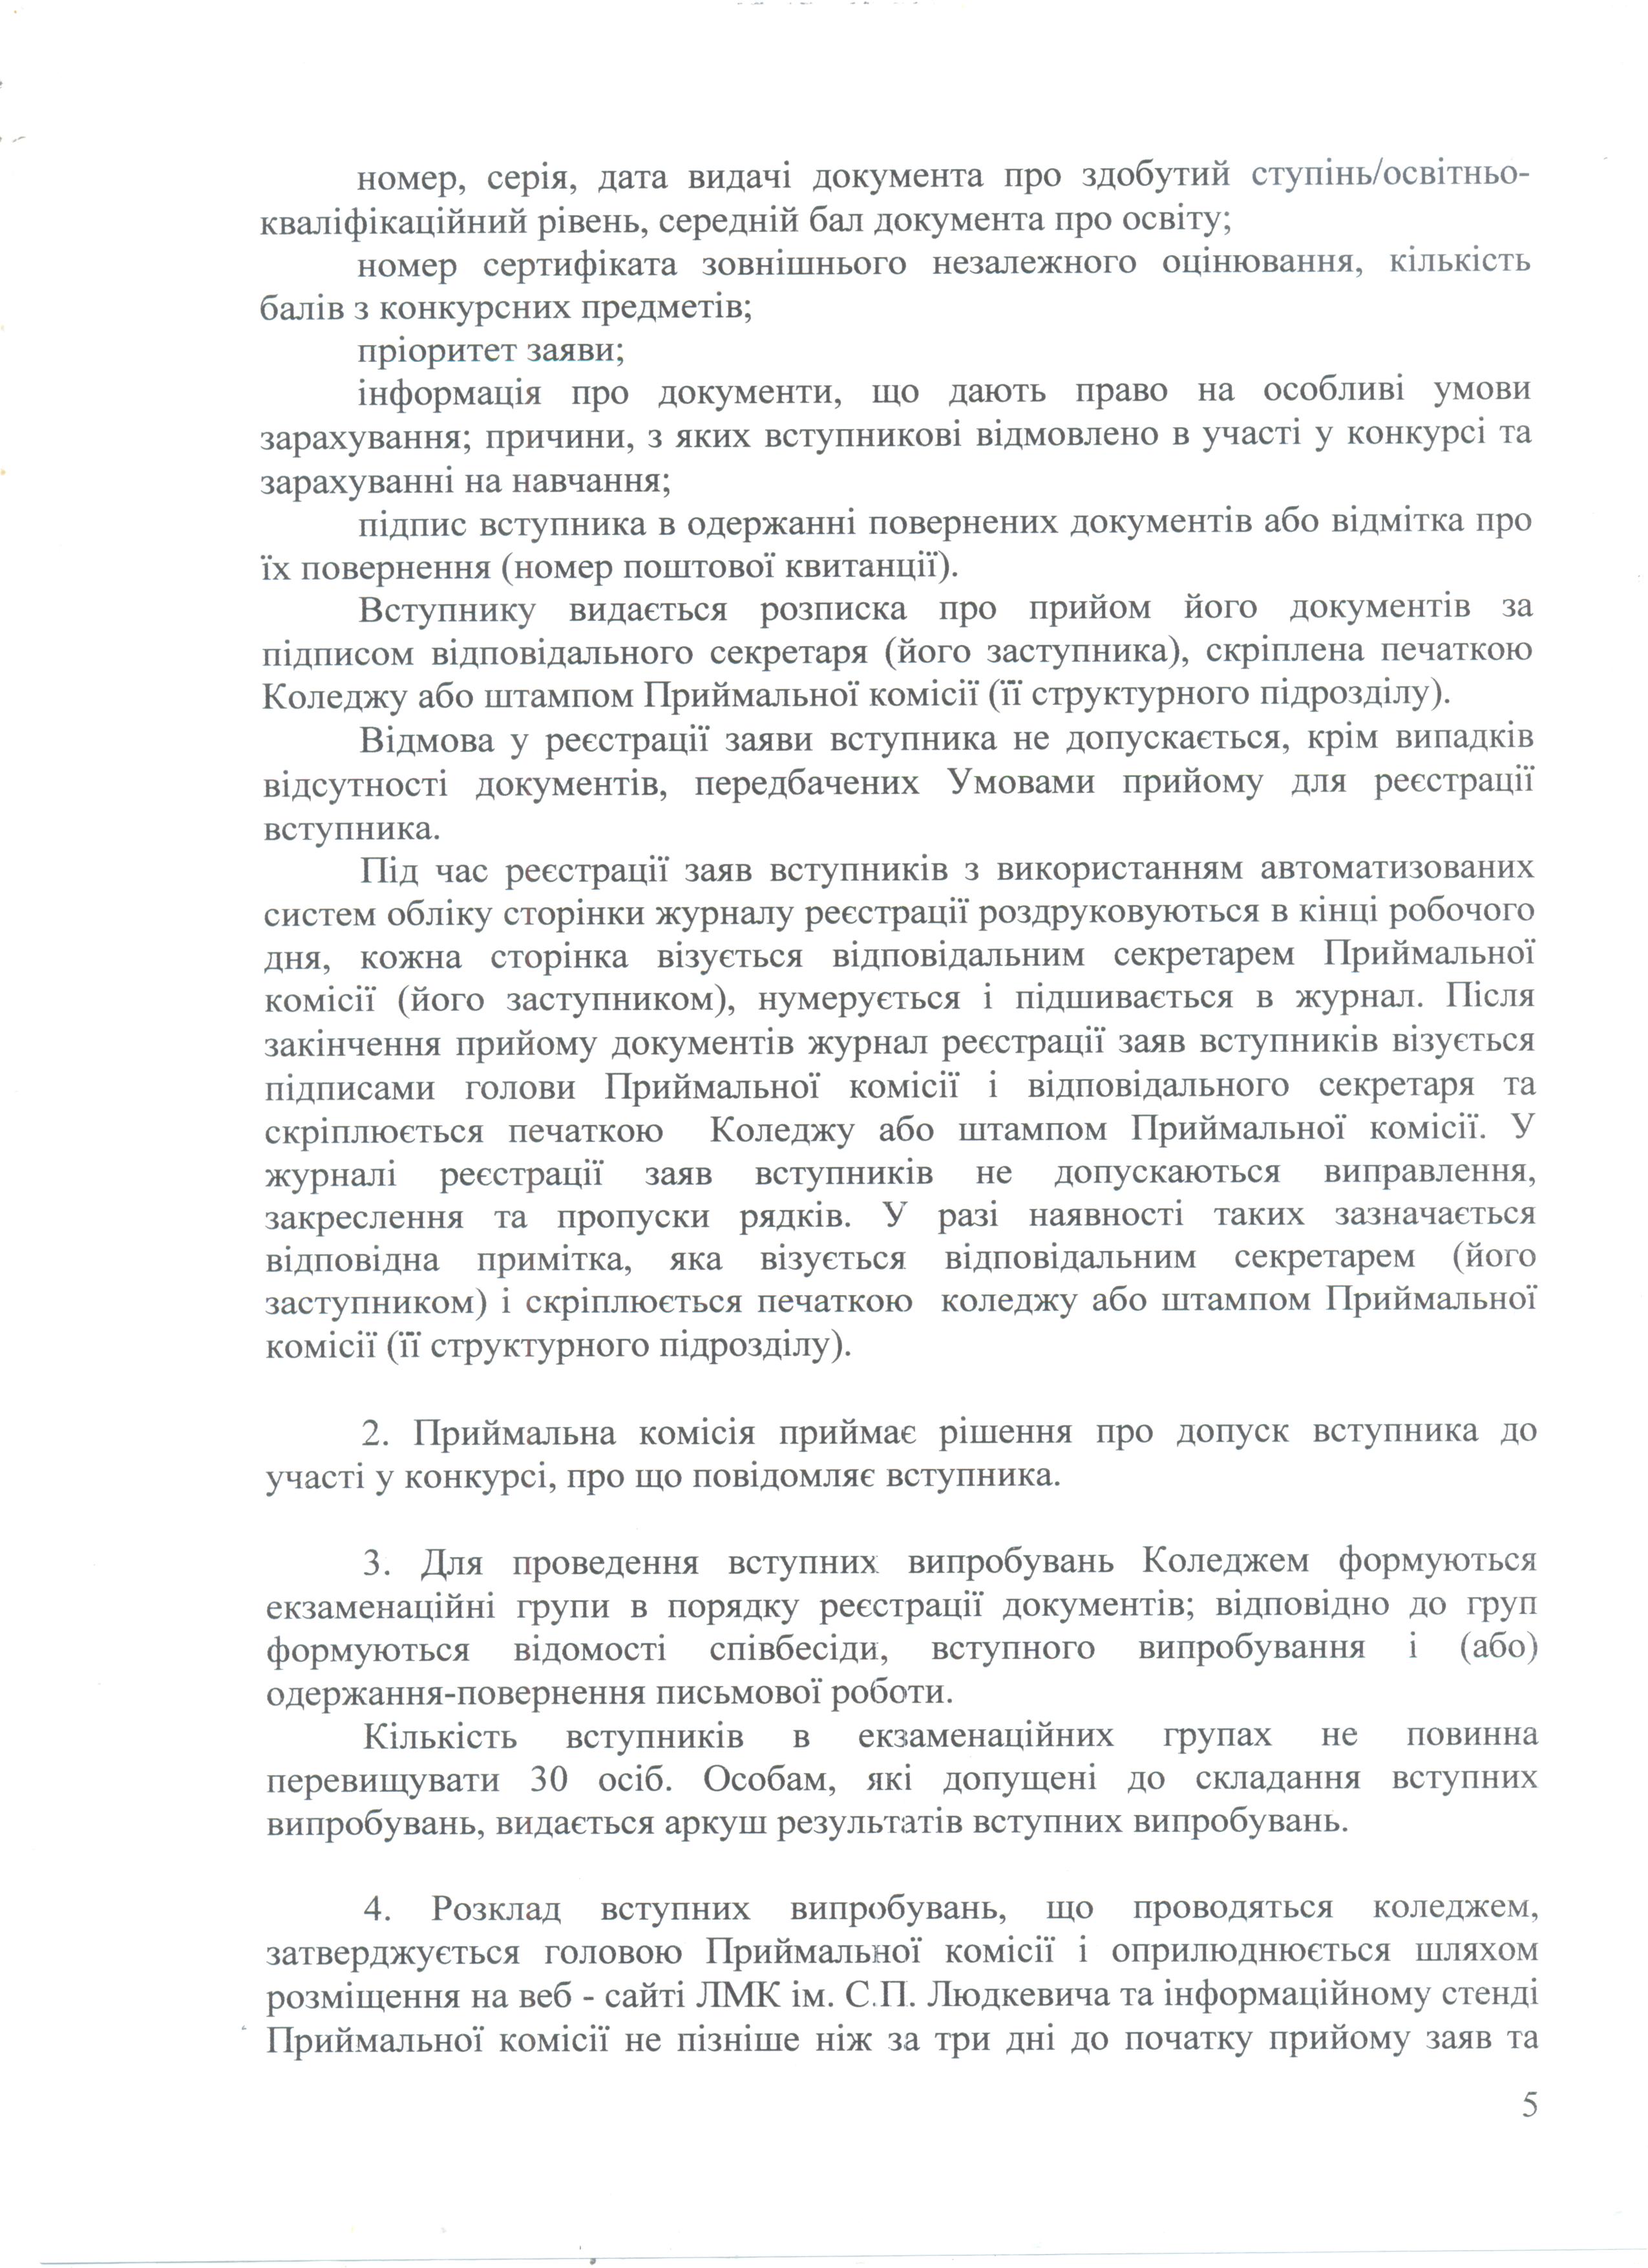 номер, серія, дата видачі документа про здобутий ступінь/освітньо-
кваліфікаційний рівень, середній бал документа про освіту;
номер сертифіката зовнішнього незалежного оцінювання, кількість
балів з конкурсних предметів;
пріоритет заяви;
інформація про документи, що дають право на особливі умови
зарахування; причини, з яких вступникові відмовлено в участі у конкурсі та
зарахуванні на навчання;
підпис вступника в одержанні повернених документів або відмітка про
їх повернення (номер поштової квитанції).
Вступнику видається розписка про прийом його документів за
підписом відповідального секретаря (його заступника), скріплена печаткою
Коледжу або штампом Приймальної комісії (її структурного підрозділу).
Відмова у реєстрації заяви вступника не допускається, крім випадків
відсутності документів, передбачених Умовами прийому для реєстрації
вступника.
Під час реєстрації заяв вступників з використанням автоматизованих
систем обліку сторінки журналу реєстрації роздруковуються в кінці робочого
дня, кожна сторінка візується відповідальним секретарем Приймальної
комісії (його заступником), нумерується і підшивається в журнал. Після
закінчення прийому документів журнал реєстрації заяв вступників візується
підписами голови Приймальної комісії і відповідального секретаря та
скріплюється печаткою Коледжу або штампом Приймальної комісії. У
журналі реєстрації заяв вступників не допускаються виправлення,
закреслення та пропуски рядків. У разі наявності таких зазначається
відповідна примітка, яка візується відповідальним секретарем (його
заступником) і скріплюється печаткою коледжу або штампом Приймальної
комісії (її структурного підрозділу).
2. Приймальна комісія приймає рішення про допуск вступника до
участі у конкурсі, про що повідомляє вступника.
3. Для проведення вступних випробувань Коледжем формуються
екзаменаційні групи в порядку реєстрації документів; відповідно до груп
формуються відомості співбесіди, вступного випробування і (або)
одержання-повернення письмової роботи.
Кількість вступників в екзаменаційних групах не повинна
перевищувати 30 осіб. Особам, які допущені до складання вступних
випробувань, видається аркуш результатів вступних випробувань.
4. Розклад вступних випробувань, що проводяться коледжем,
затверджується головою Приймальної комісії і оприлюднюється шляхом
розміщення на веб - сайті ЛМК ім. С.П. Людкевича та інформаційному стенді
Приймальної комісії не пізніше ніж за три дні до початку прийому заяв та
5